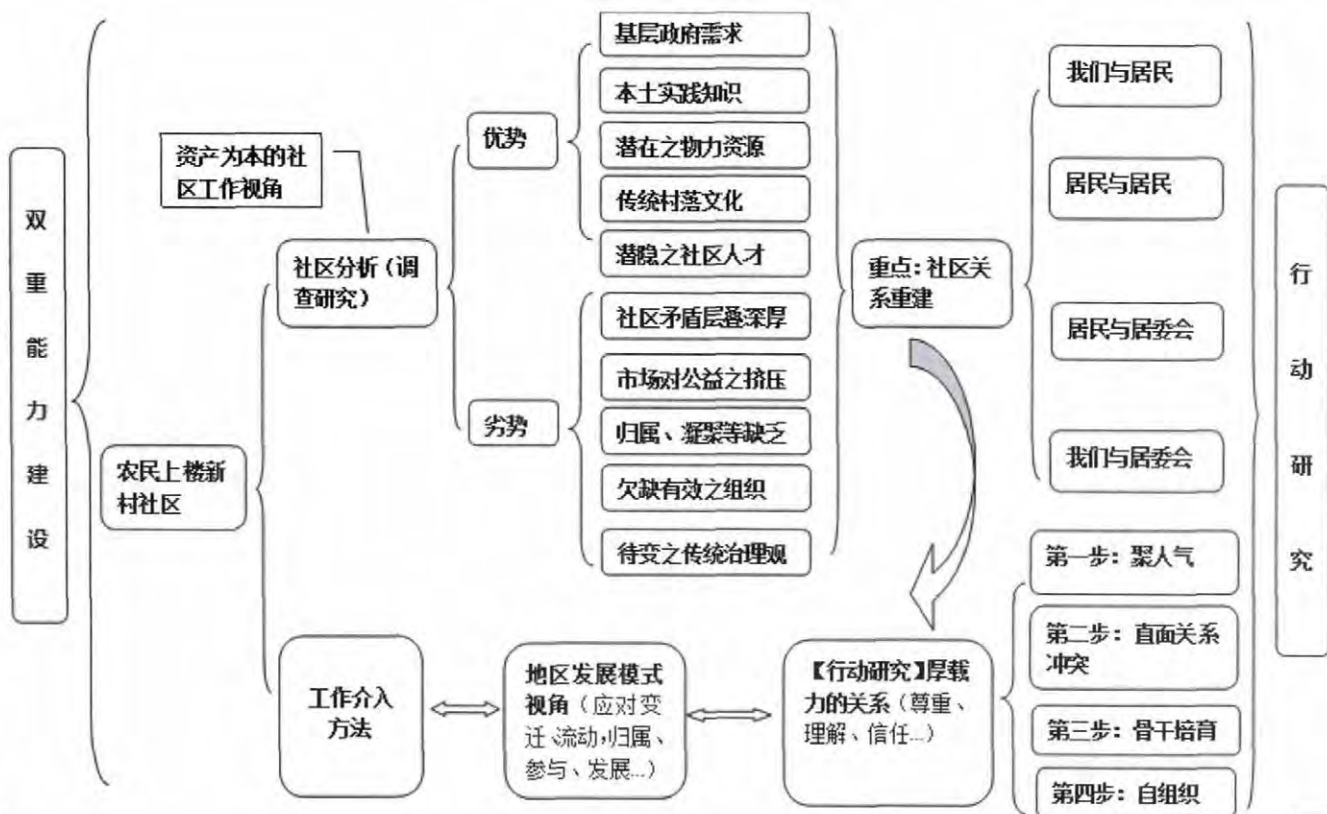 双
重
能
力
建
设
农民上楼新
村社区
资产为本的社
区工作视角
社区分析(调
查研究)
优势
基层政府需求
本土实践知识
潜在之物力资源
传统村落文化
潜隐之社区人才
劣势
社区矛盾层叠深厚
市场对公益之挤压
归属、凝聚等缺乏
欠缺有效之组织
待变之传统治理观
重点:社区关
系重建
我们与居民
居民与居民
居民与居委会
我们与居委会
工作介入
方法
地区发展模式
视角(应对变
迁、流动,归属、
参与、发展…)
【行动研究】厚载
力的关系(尊重、
理解、信任…)
第一步:聚人气
第二步:直面关系
冲突
第三步:骨干培育
第四步:自组织
行
动
研
究